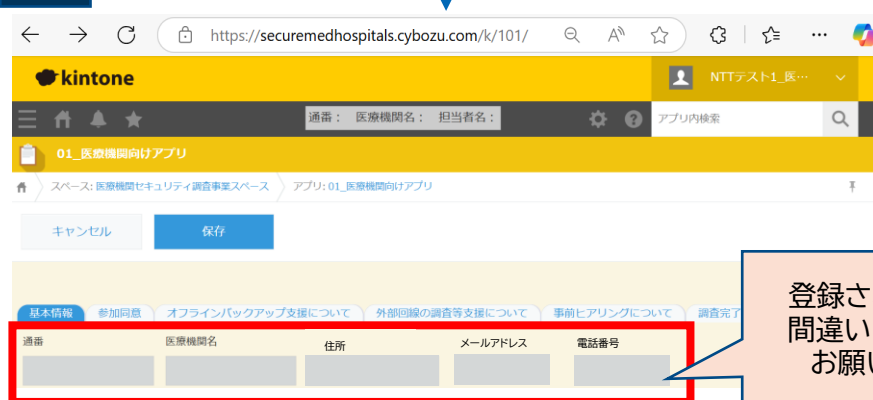 https://securemedhospitals.cybozu.com/k/101/
kintone
NTTテスト1_医…
通番： 医療機関名： 担当者名：
アプリ内検索
01_医療機関向けアプリ
スペース: 医療機関セキュリティ調査事業スペース アプリ: 01_医療機関向けアプリ
キャンセル 保存
基本情報 参加同意 オフラインバックアップ支援について 外部回線の調査等支援について 事前ヒアリングについて 調査完了
通番 医療機関名 住所 メールアドレス 電話番号
登録さ
間違い
お願い